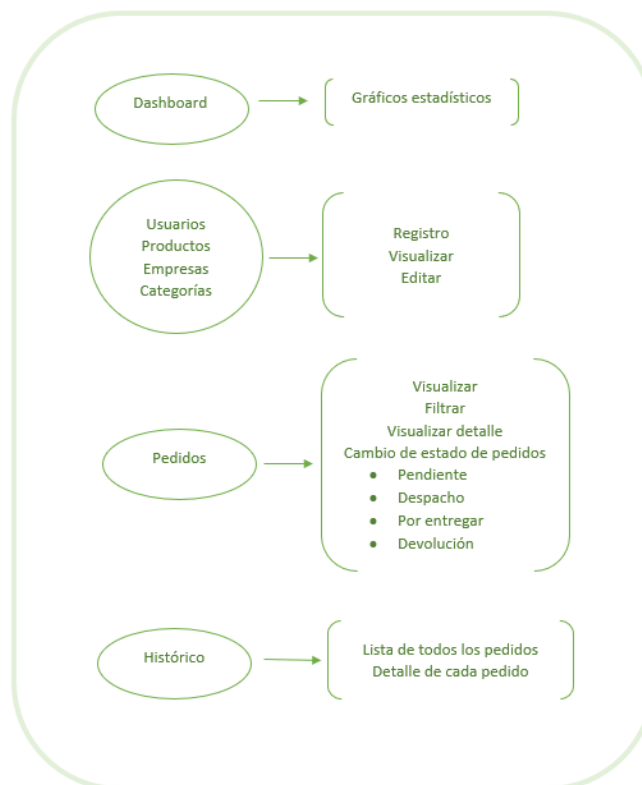 Dashboard
Gráficos estadísticos
Usuarios
Productos
Empresas
Categorías
Registro
Visualizar
Editar
Pedidos
Visualizar
Filtrar
Visualizar detalle
Cambio de estado de pedidos
● Pendiente
● Despacho
● Por entregar
● Devolución
Histórico
Lista de todos los pedidos
Detalle de cada pedido